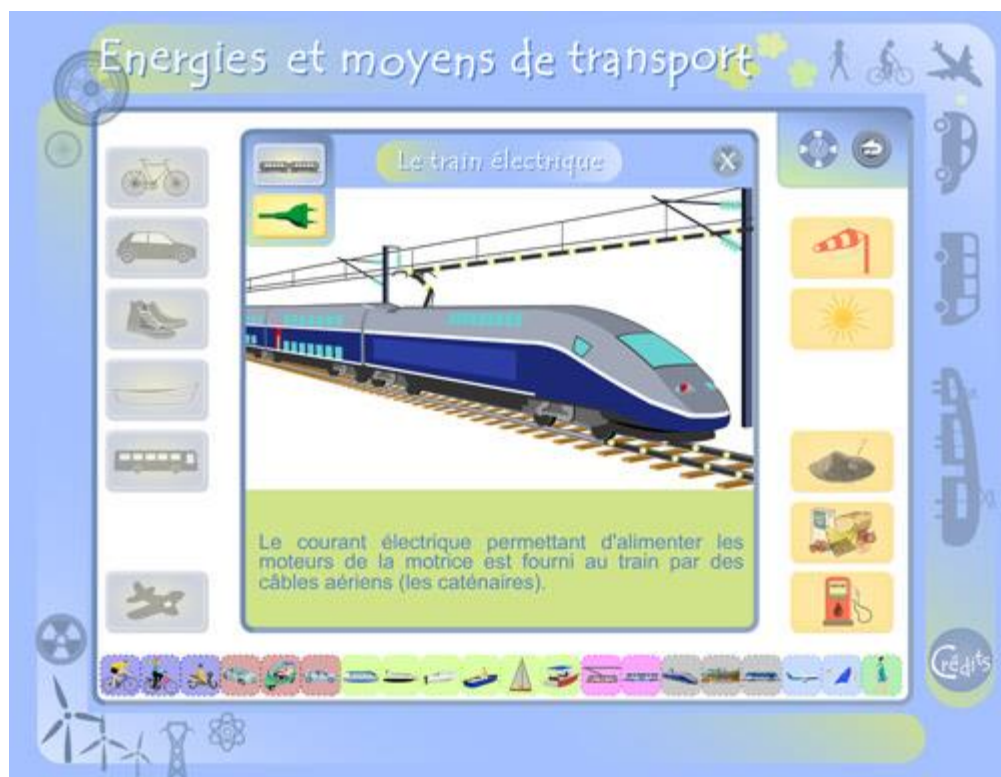 Energies et moyens de transport
Le train électrique
X
Le courant électrique permettant d'alimenter les
moteurs de la motrice est fourni au train par des
câbles aériens (les caténaires).
Crédits